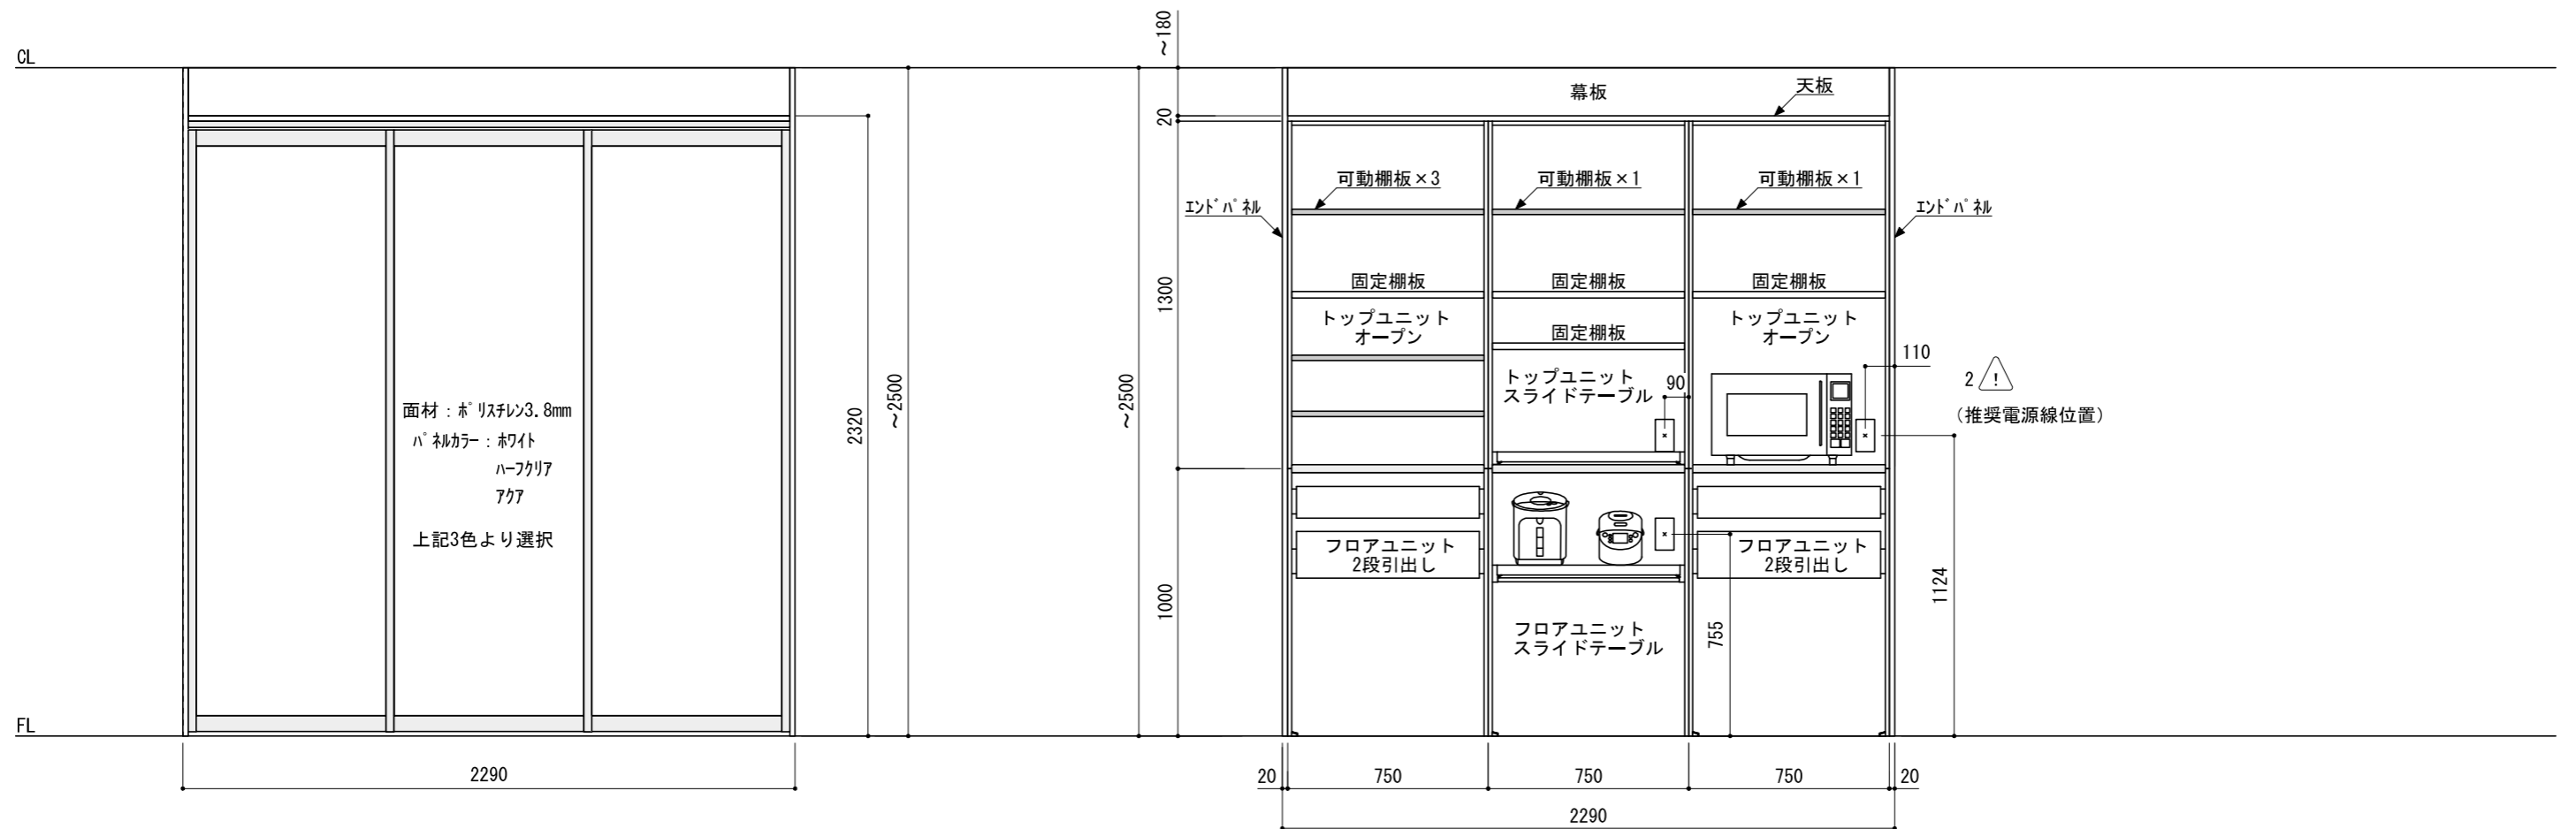 CL
～180
幕板
天板
20
可動棚板×3
可動棚板×1
可動棚板×1
ｴﾝﾄﾞﾊﾟﾈﾙ
ｴﾝﾄﾞﾊﾟﾈﾙ
1300
固定棚板
固定棚板
固定棚板
トップユニット
オープン
固定棚板
トップユニット
オープン
110
2 !
（推奨電源線位置）
トップユニット
スライドテーブル
90
面材：ﾎﾟﾘｽﾁﾚﾝ3.8mm
ﾊﾟﾈﾙｶﾗｰ：ﾎﾜｲﾄ
ﾊｰﾌｸﾘｱ
ｱｸｱ
上記3色より選択
2320
～2500
～2500
フロアユニット
2段引出し
フロアユニット
2段引出し
1000
フロアユニット
スライドテーブル
755
1124
FL
2290
20
750
750
750
20
2290